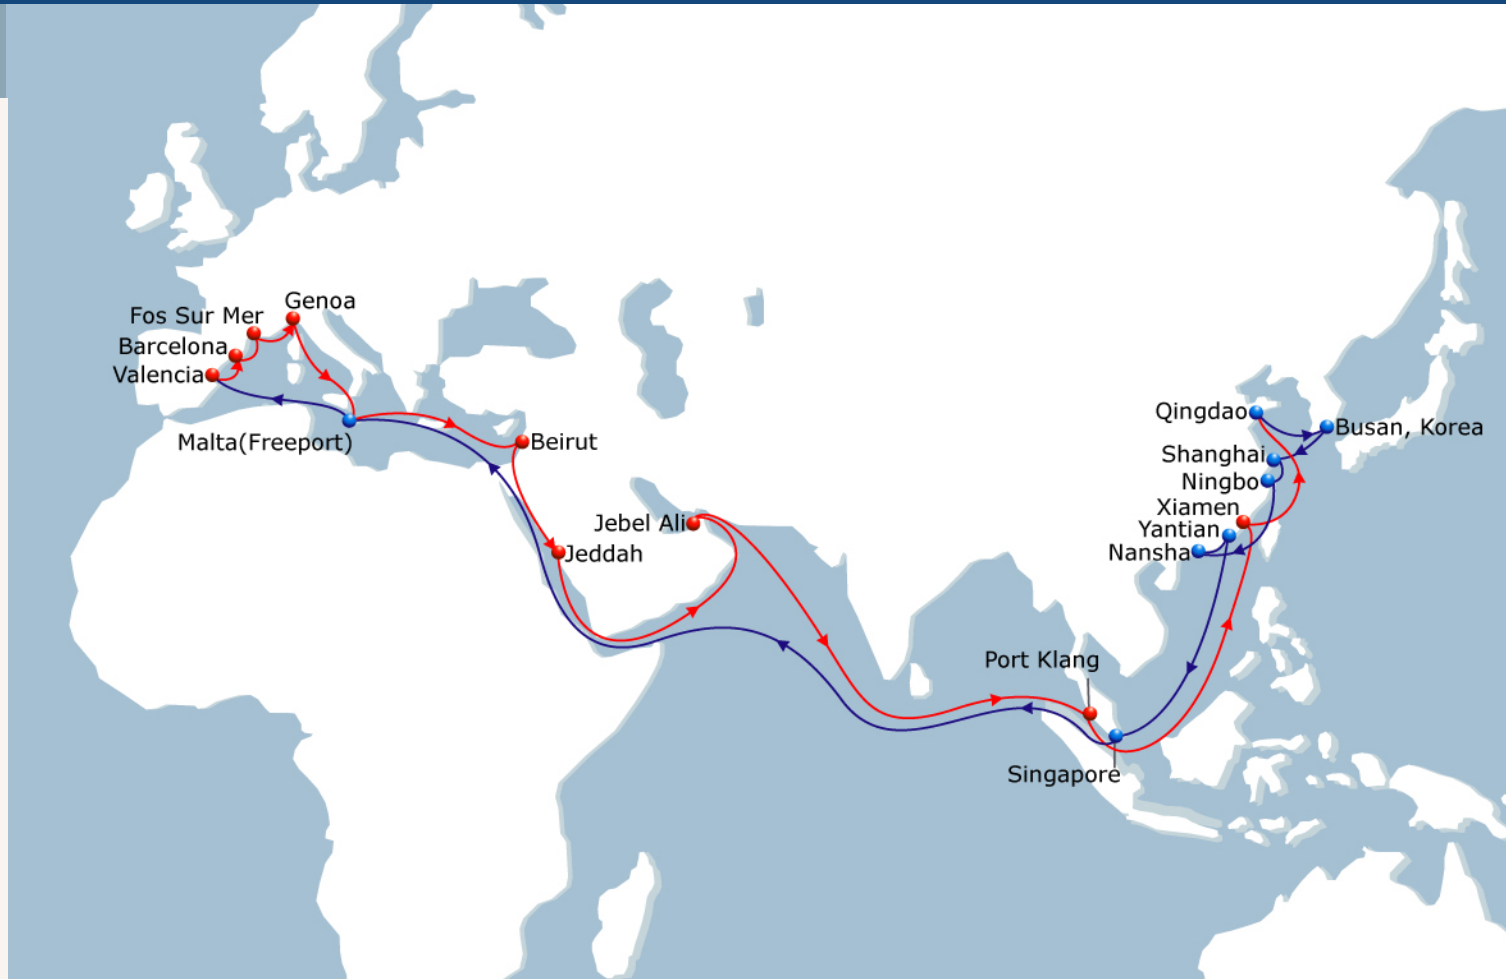 Genoa
Fos Sur Mer
Barcelona
Valencia
Malta(Freeport)
Beirut
Jebel Ali
Jeddah
Qingdao
Busan, Korea
Shanghai
Ningbo
Xiamen
Yantian
Nansha
Port Klang
Singapore